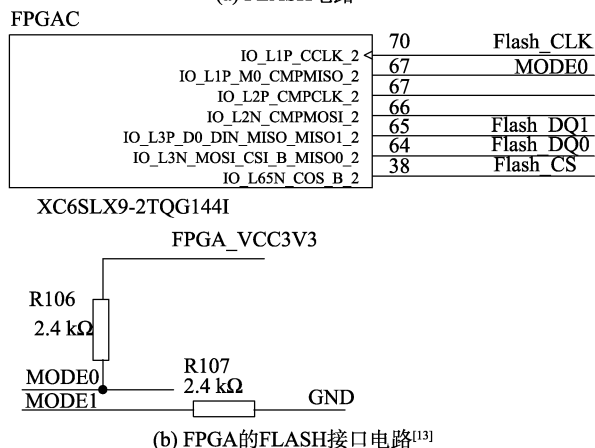 FPGAC
IO_L1P_CCLK_2 70 Flash_CLK
IO_L1P_M0_CMPMISO_2 67 MODE0
IO_L2P_CMPCLK_2 67
IO_L2N_CMPMOSI_2 66
IO_L3P_D0_DIN_MISO_MISO1_2 65 Flash_DQ1
IO_L3N_MOSI_CSI_B_MISO0_2 64 Flash_DQ0
IO_L65N_COS_B_2 38 Flash_CS
XC6SLX9-2TQG144I
FPGA_VCC3V3
R106
2.4 kΩ
R107
2.4 kΩ
MODE0
MODE1
GND
(b) FPGA的FLASH接口电路[13]